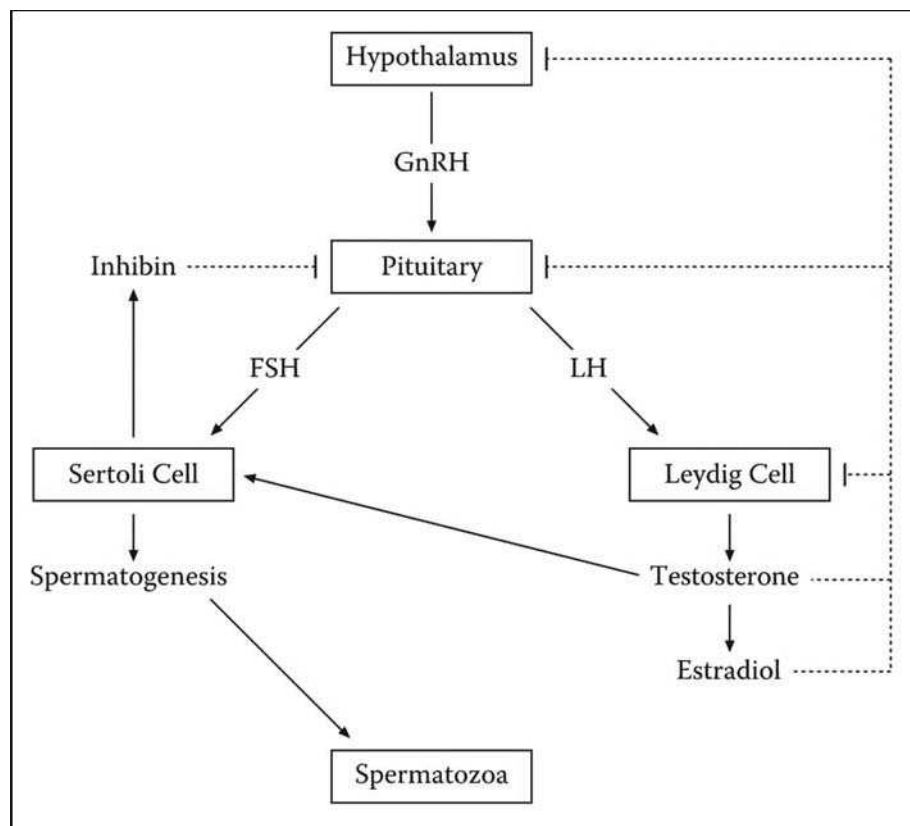 Hypothalamus
GnRH
Inhibin
Pituitary
FSH
LH
Sertoli Cell
Leydig Cell
Spermatogenesis
Testosterone
Estradiol
Spermatozoa